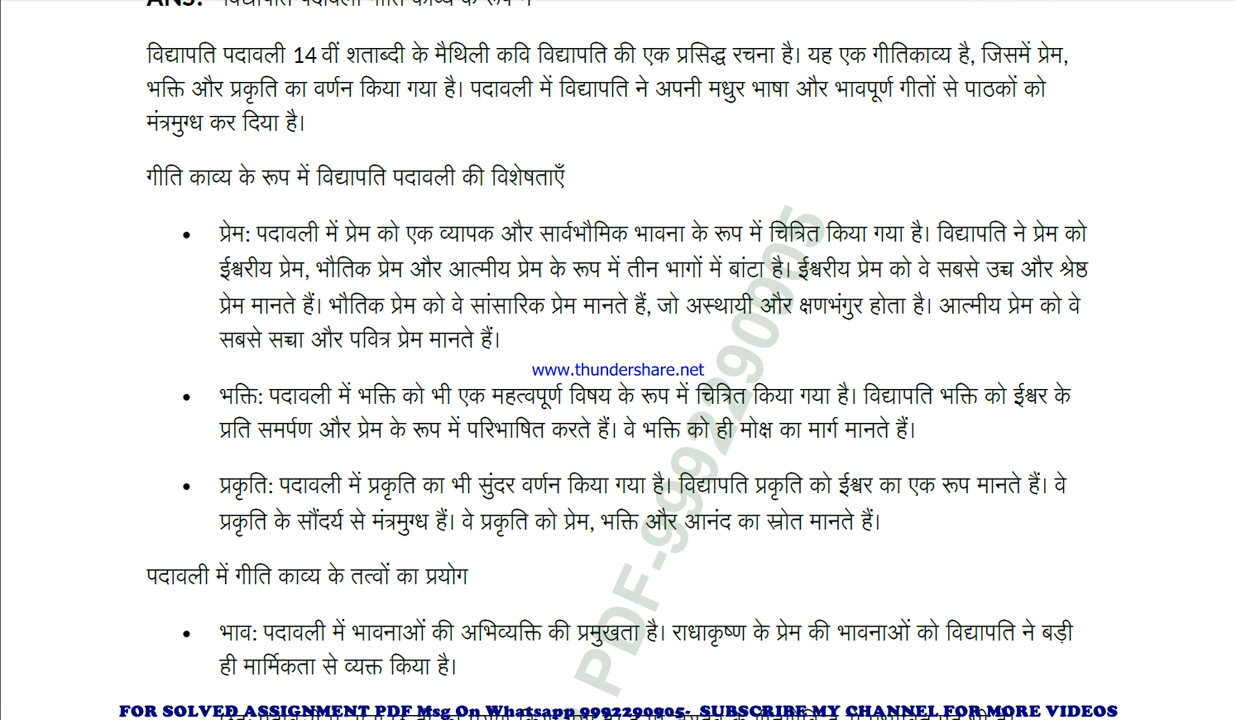 ANS: विद्यापति पदावली गीति काव्य के रूप में
विद्यापति पदावली 14 वीं शताब्दी के मैथिली कवि विद्यापति की एक प्रसिद्ध रचना है। यह एक गीतिकाव्य है, जिसमें प्रेम,
भक्ति और प्रकृति का वर्णन किया गया है। पदावली में विद्यापति ने अपनी मधुर भाषा और भावपूर्ण गीतों से पाठकों को
मंत्रमुग्ध कर दिया है।
गीति काव्य के रूप में विद्यापति पदावली की विशेषताएँ
• प्रेम: पदावली में प्रेम को एक व्यापक और सार्वभौमिक भावना के रूप में चित्रित किया गया है। विद्यापति ने प्रेम को
ईश्वरीय प्रेम, भौतिक प्रेम और आत्मीय प्रेम के रूप में तीन भागों में बांटा है। ईश्वरीय प्रेम को वे सबसे उच्च और श्रेष्ठ
प्रेम मानते हैं। भौतिक प्रेम को वे सांसारिक प्रेम मानते हैं, जो अस्थायी और क्षणभंगुर होता है। आत्मीय प्रेम को वे
सबसे सच्चा और पवित्र प्रेम मानते हैं।
www.thundershare.net
• भक्ति: पदावली में भक्ति को भी एक महत्वपूर्ण विषय के रूप में चित्रित किया गया है। विद्यापति भक्ति को ईश्वर के
प्रति समर्पण और प्रेम के रूप में परिभाषित करते हैं। वे भक्ति को ही मोक्ष का मार्ग मानते हैं।
• प्रकृति: पदावली में प्रकृति का भी सुंदर वर्णन किया गया है। विद्यापति प्रकृति को ईश्वर का एक रूप मानते हैं। वे
प्रकृति के सौंदर्य से मंत्रमुग्ध हैं। वे प्रकृति को प्रेम, भक्ति और आनंद का स्रोत मानते हैं।
PDF-9992290905
पदावली में गीति काव्य के तत्वों का प्रयोग
• भाव: पदावली में भावनाओं की अभिव्यक्ति की प्रमुखता है। राधाकृष्ण के प्रेम की भावनाओं को विद्यापति ने बड़ी
ही मार्मिकता से व्यक्त किया है।
FOR SOLVED ASSIGNMENT PDF Msg On Whatsapp 9992290905- SUBSCRIBE MY CHANNEL FOR MORE VIDEOS